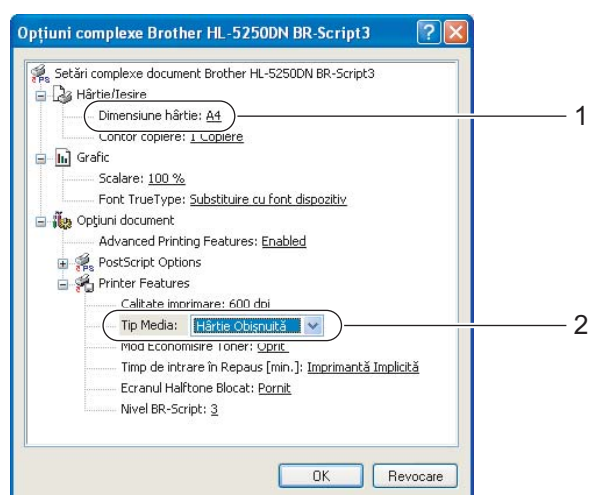 Opțiuni complexe Brother HL-5250DN BR-Script3
Setări complexe document Brother HL-5250DN BR-Script3
Hârtie/Iesire
Dimensiune hârtie: A4
1
Contor copiere: 1 Copiere
Grafic
Scalare: 100 %
Font TrueType: Substituire cu font dispozitiv
Opţiuni document
Advanced Printing Features: Enabled
PostScript Options
Printer Features
Calitate imprimare: 600 dpi
Tip Media: Hârtie Obişnuită
2
Mod Economisire Toner: Oprit
Timp de intrare în Repaus [min.]: Imprimantă Implicită
Ecranul Halftone Blocat: Pornit
Nivel BR-Script: 3
OK Revocare